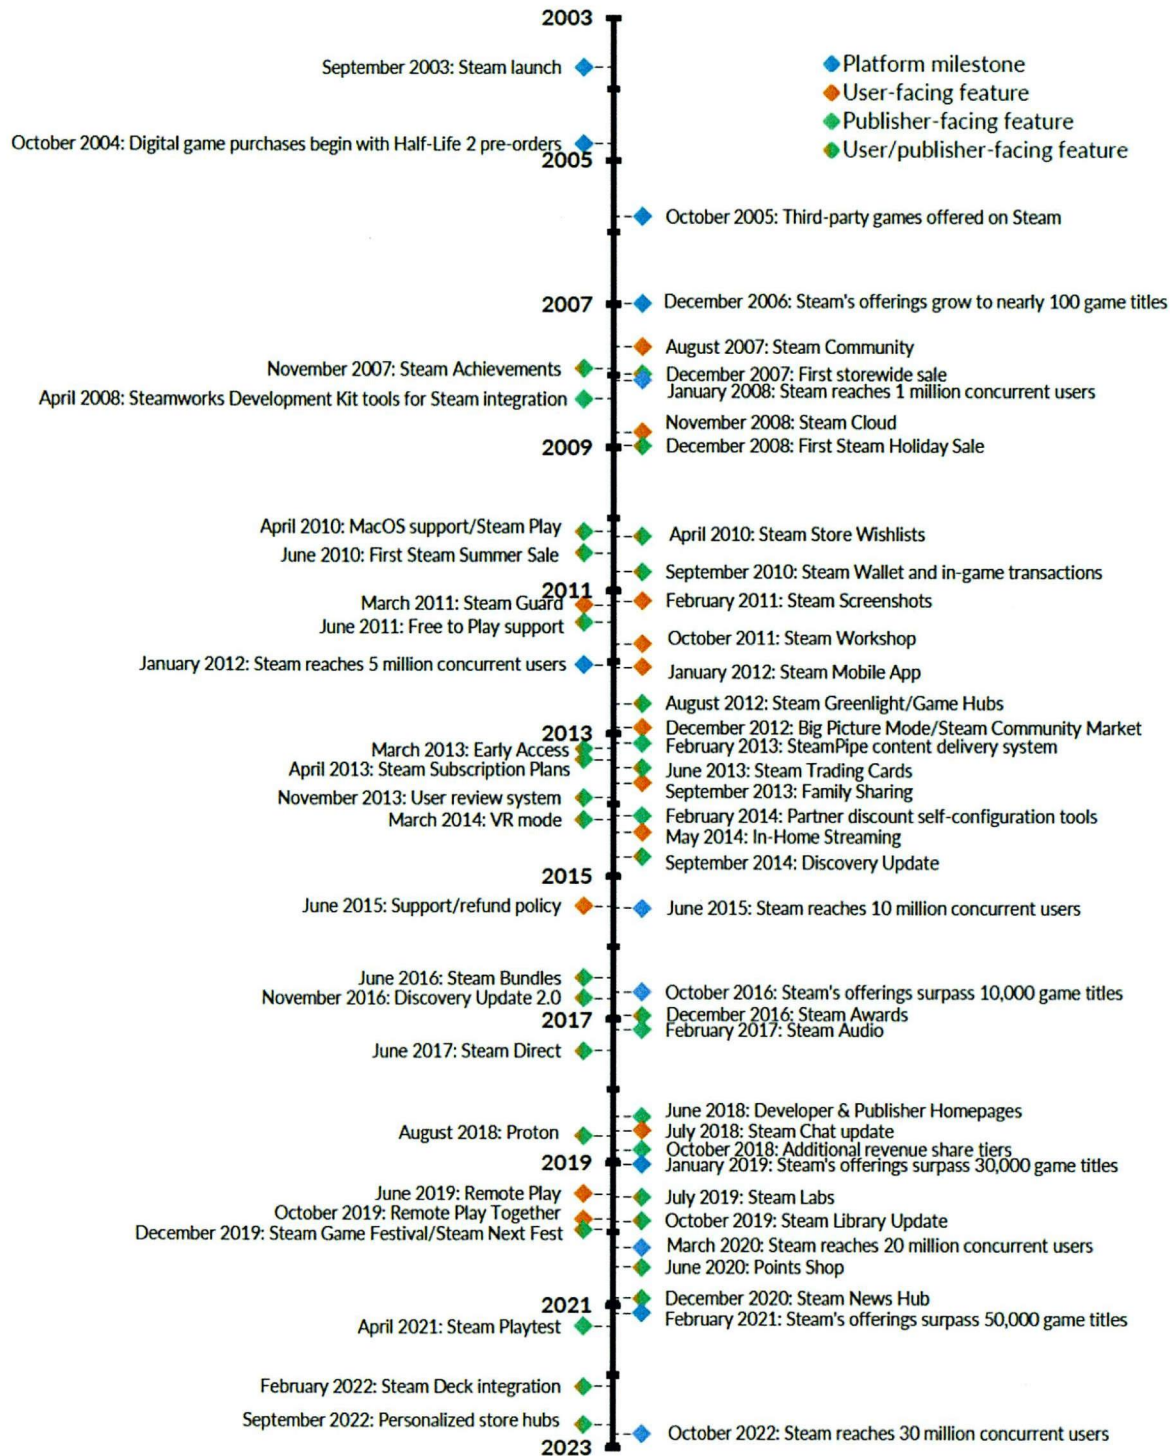 2003
September 2003: Steam launch
Platform milestone
User-facing feature
Publisher-facing feature
User/publisher-facing feature
October 2004: Digital game purchases begin with Half-Life 2 pre-orders
2005
October 2005: Third-party games offered on Steam
2007
December 2006: Steam's offerings grow to nearly 100 game titles
August 2007: Steam Community
November 2007: Steam Achievements
December 2007: First storewide sale
January 2008: Steam reaches 1 million concurrent users
April 2008: Steamworks Development Kit tools for Steam integration
November 2008: Steam Cloud
2009
December 2008: First Steam Holiday Sale
April 2010: MacOS support/Steam Play
April 2010: Steam Store Wishlists
June 2010: First Steam Summer Sale
September 2010: Steam Wallet and in-game transactions
2011
March 2011: Steam Guard
February 2011: Steam Screenshots
June 2011: Free to Play support
October 2011: Steam Workshop
January 2012: Steam reaches 5 million concurrent users
January 2012: Steam Mobile App
August 2012: Steam Greenlight/Game Hubs
2013
December 2012: Big Picture Mode/Steam Community Market
March 2013: Early Access
February 2013: SteamPipe content delivery system
April 2013: Steam Subscription Plans
June 2013: Steam Trading Cards
September 2013: Family Sharing
November 2013: User review system
March 2014: VR mode
February 2014: Partner discount self-configuration tools
May 2014: In-Home Streaming
September 2014: Discovery Update
2015
June 2015: Support/refund policy
June 2015: Steam reaches 10 million concurrent users
June 2016: Steam Bundles
November 2016: Discovery Update 2.0
October 2016: Steam's offerings surpass 10,000 game titles
December 2016: Steam Awards
2017
February 2017: Steam Audio
June 2017: Steam Direct
June 2018: Developer & Publisher Homepages
August 2018: Proton
July 2018: Steam Chat update
October 2018: Additional revenue share tiers
2019
January 2019: Steam's offerings surpass 30,000 game titles
June 2019: Remote Play
July 2019: Steam Labs
October 2019: Remote Play Together
October 2019: Steam Library Update
December 2019: Steam Game Festival/Steam Next Fest
March 2020: Steam reaches 20 million concurrent users
June 2020: Points Shop
December 2020: Steam News Hub
2021
February 2021: Steam's offerings surpass 50,000 game titles
April 2021: Steam Playtest
February 2022: Steam Deck integration
September 2022: Personalized store hubs
October 2022: Steam reaches 30 million concurrent users
2023